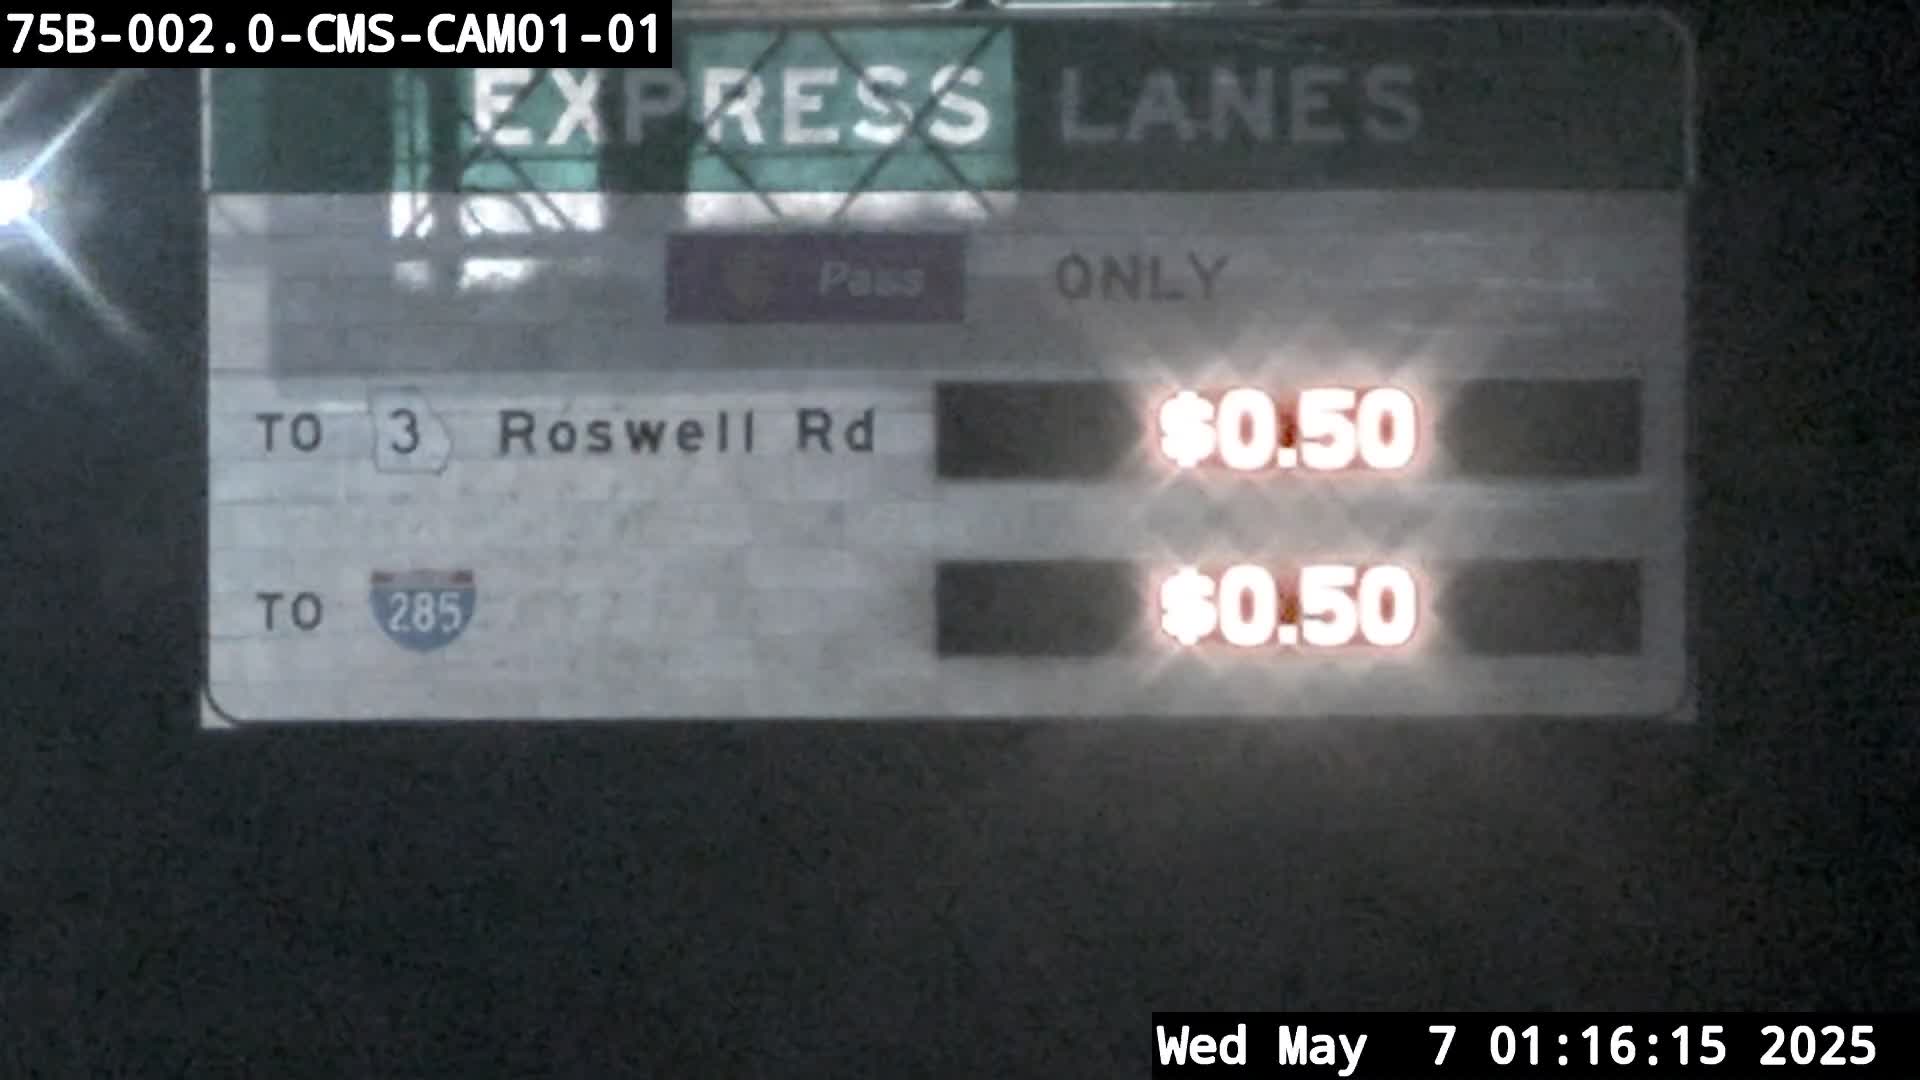 75B-002.0-CMS-CAM01-01
EXPRESS LANES
Pass ONLY
TO 3 Roswell Rd $0.50
TO 285 $0.50
Wed May 7 01:16:15 2025